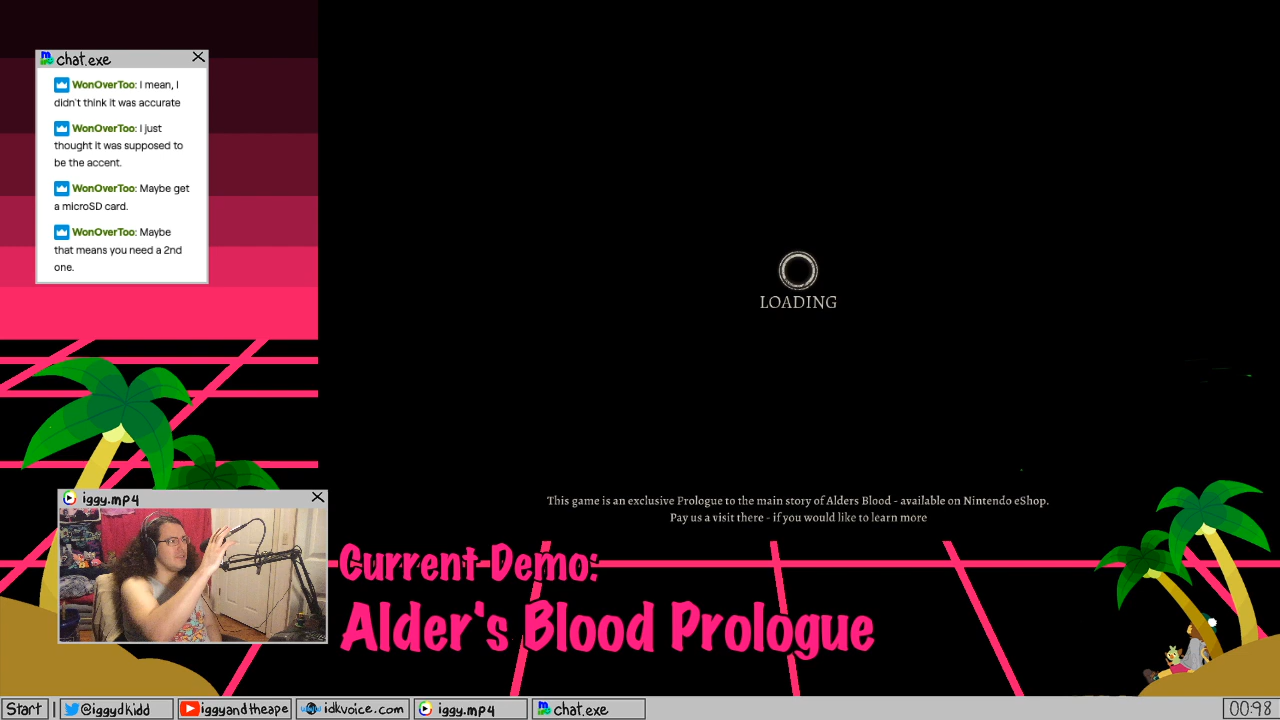 chat.exe
WonOverToo: I mean, I
didn't think it was accurate
WonOverToo: I just
thought it was supposed to
be the accent.
WonOverToo: Maybe get
a microSD card.
WonOverToo: Maybe
that means you need a 2nd
one.
LOADING
This game is an exclusive Prologue to the main story of Alders Blood - available on Nintendo eShop.
Pay us a visit there - if you would like to learn more
iggy.mp4
Current Demo:
Alder's Blood Prologue
Start | @iggydkidd iggyandtheape www idkvoice.com iggy.mp4 chat.exe 00:98